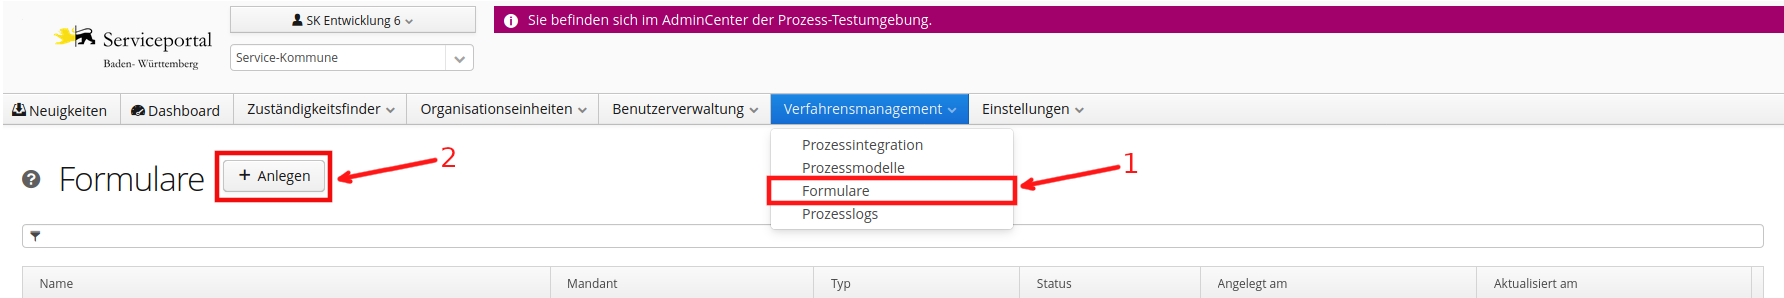 SK Entwicklung 6
Sie befinden sich im AdminCenter der Prozess-Testumgebung.
Serviceportal
Baden- Württemberg
Service-Kommune
Neuigkeiten Dashboard Zuständigkeitsfinder Organisationseinheiten Benutzerverwaltung Verfahrensmanagement Einstellungen
Prozessintegration
Prozessmodelle
Formulare
Prozesslogs
1
? Formulare + Anlegen
2
Name Mandant Typ Status Angelegt am Aktualisiert am